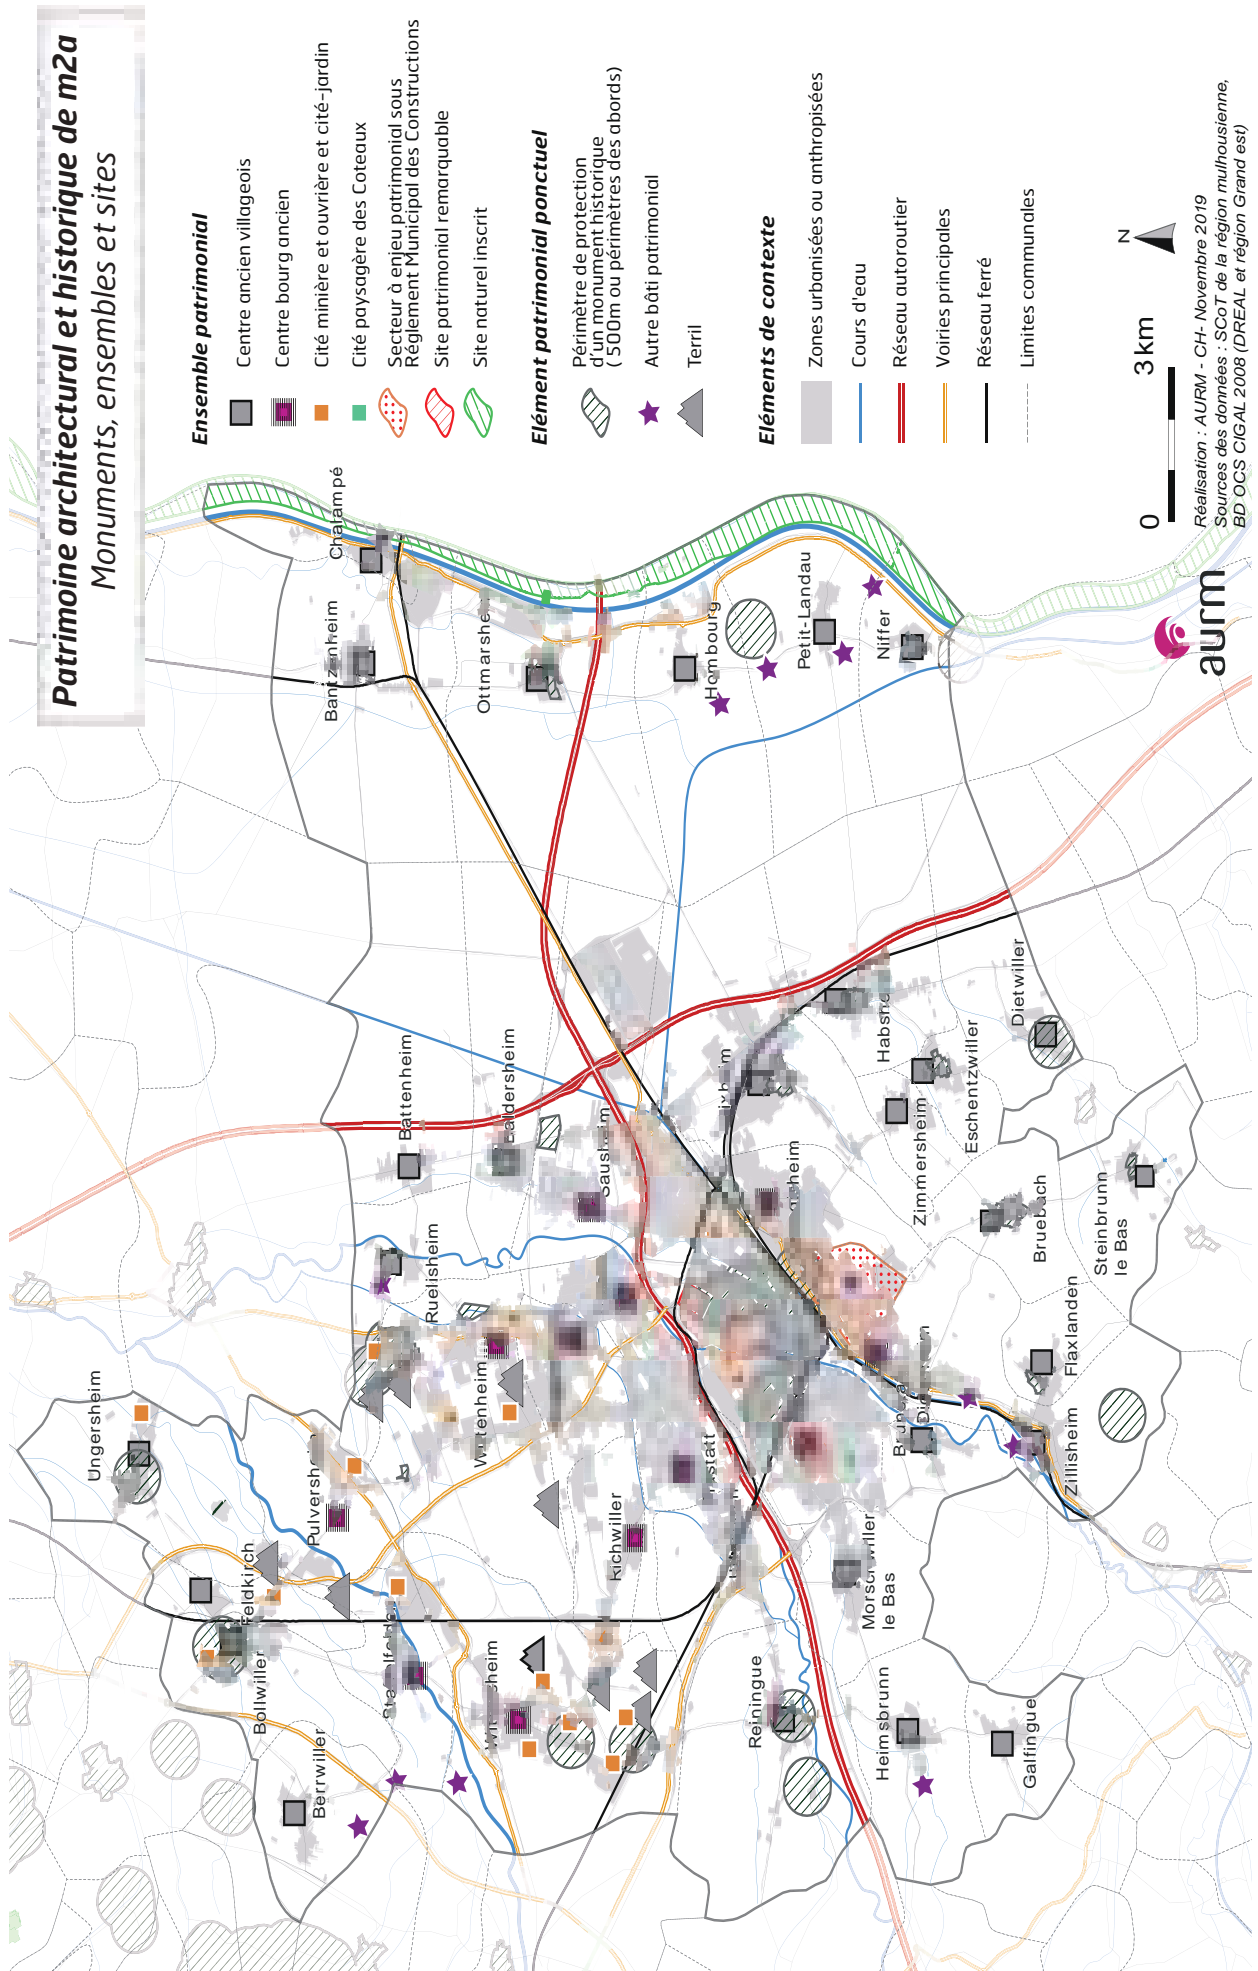 Patrimoine architectural et historique de m2a
Monuments, ensembles et sites
Ensemble patrimonial
Centre ancien villageois
Centre bourg ancien
Cité minière et ouvrière et cité-jardin
Cité paysagère des Coteaux
Secteur à enjeu patrimonial sous
Réglement Municipal des Constructions
Site patrimonial remarquable
Site naturel inscrit
Elément patrimonial ponctuel
Périmètre de protection
d'un monument historique
( 500m ou périmètres des abords)
Autre bâti patrimonial
Terril
Eléments de contexte
Zones urbanisées ou anthropisées
Cours d'eau
Réseau autoroutier
Voiries principales
Réseau ferré
Limites communales
N
0 3 km
Réalisation : AURM - CH- Novembre 2019
Sources des données : SCoT de la région mulhousienne,
BD OCS CIGAL 2008 (DREAL et région Grand est)
aurm
Chalampé
Bantzenheim
Hombourg
Petit-Landau
Niffer
Battenheim
Sausheim
Dietwiller
Eschentzwiller
Zimmersheim
Bruebach
Steinbrunn
le Bas
Flaxlanden
Zillisheim
Ruelisheim
Wittenheim
Ungersheim
Feldkirch
Bollwiller
Berrwiller
Richwiller
Reiningue
Morschwiller
le Bas
Heimsbrunn
Galfingue